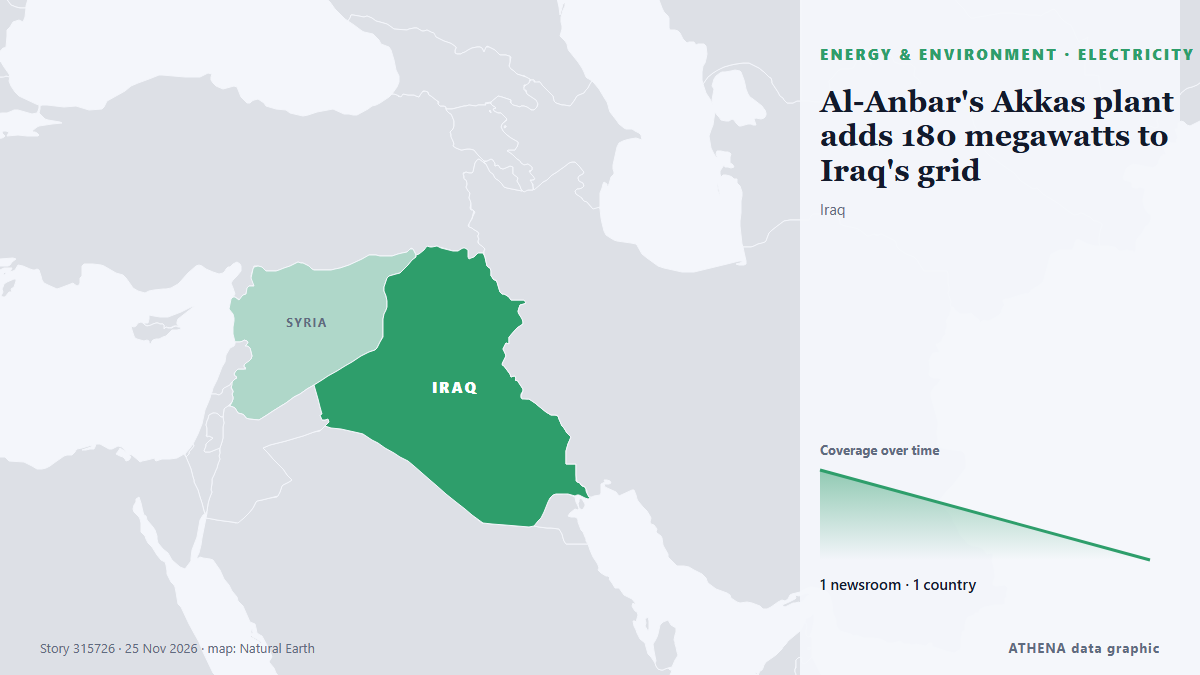 ENERGY & ENVIRONMENT · ELECTRICITY
Al-Anbar's Akkas plant
adds 180 megawatts to
Iraq's grid
Iraq
SYRIA
IRAQ
Coverage over time
1 newsroom · 1 country
Story 315726 · 25 Nov 2026 · map: Natural Earth
ATHENA data graphic